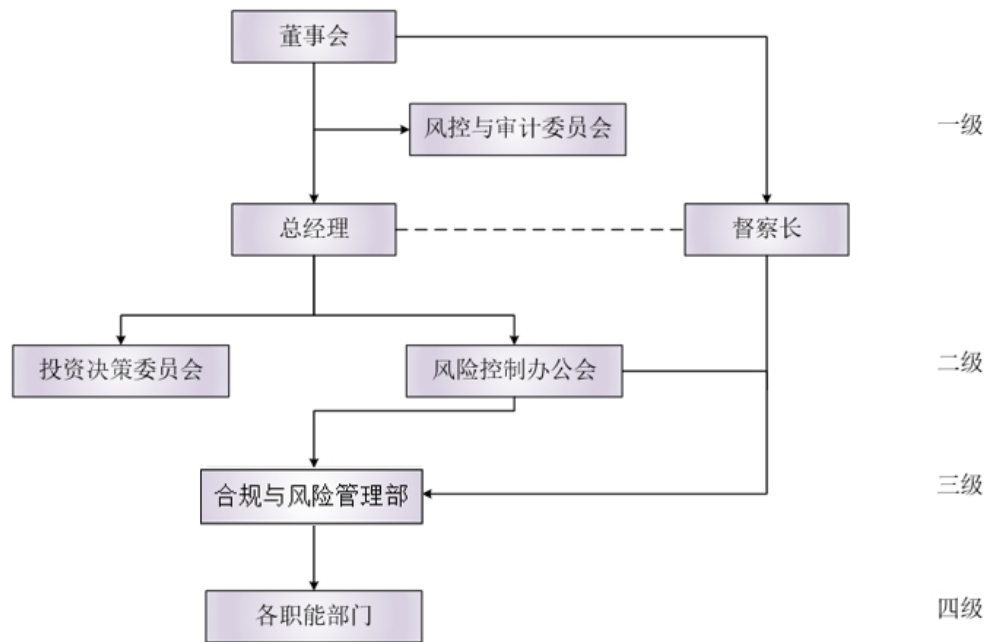 董事会
风控与审计委员会
一级
总经理
督察长
投资决策委员会
风险控制办公会
二级
合规与风险管理部
三级
各职能部门
四级